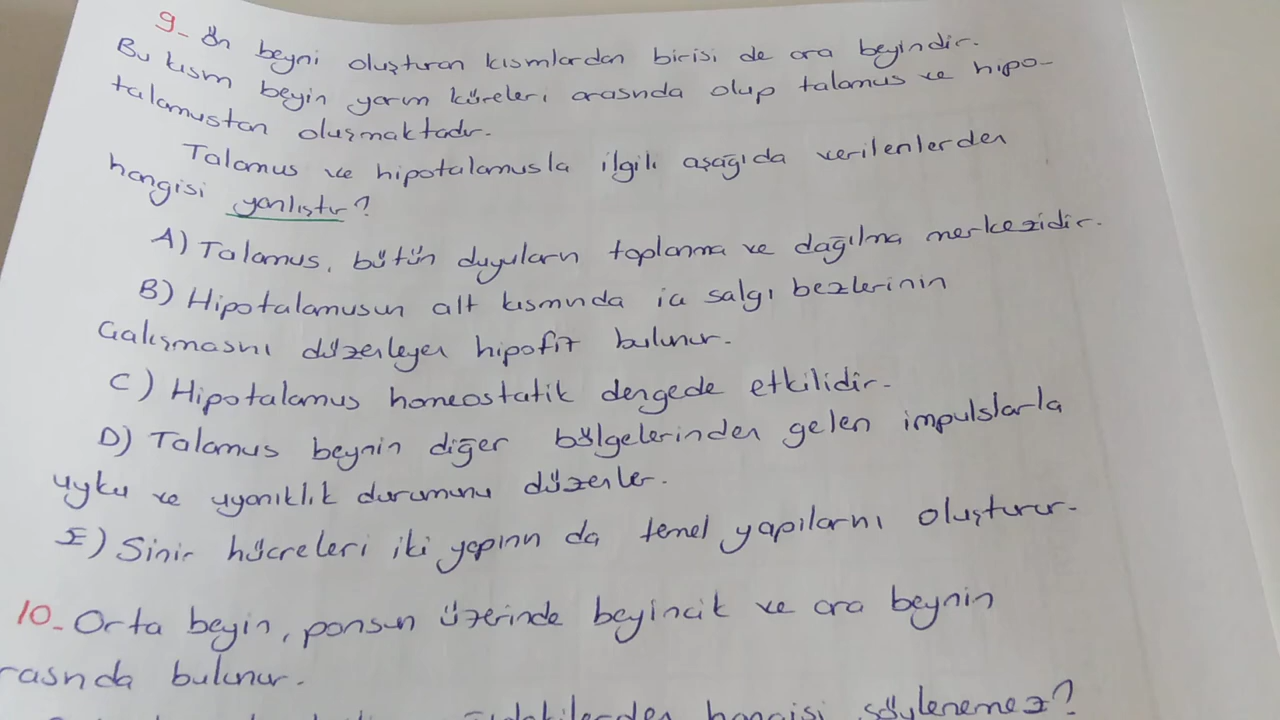 9- Ön beyni oluşturan kısımlardan birisi de ara beyindir.
Bu kısım beyin yarım küreleri arasında olup talamus ve hipo-
talamustan oluşmaktadır.
Talamus ve hipotalamusla ilgili aşağıda verilenlerden
hangisi yanlıştır?
A) Talamus, bütün duyuların toplanma ve dağılma merkezidir.
B) Hipotalamusun alt kısmında iç salgı bezlerinin
çalışmasını düzenleyen hipofiz bulunur.
C) Hipotalamus homeostatik dengede etkilidir.
D) Talamus beynin diğer bölgelerinden gelen impulslarla
uyku ve uyanıklık durumunu düzenler.
E) Sinir hücreleri iki yapının da temel yapılarını oluşturur.
10- Orta beyin, ponsun üzerinde beyincik ve ara beynin
rasında bulunur.
hangisi söylenemez?